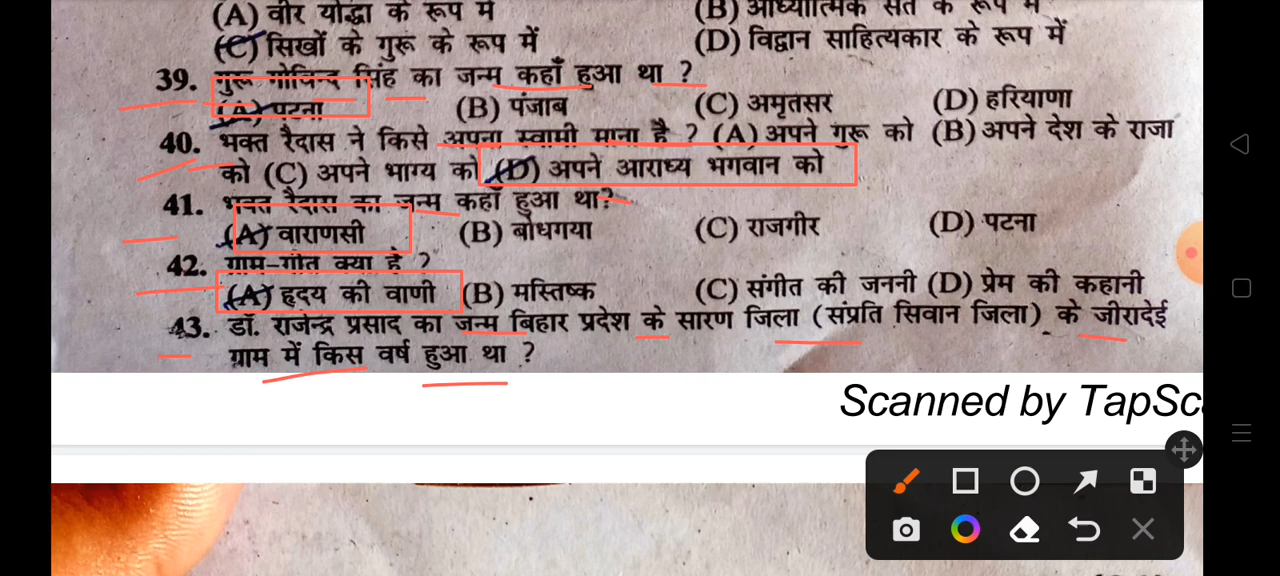 (A) वीर योद्धा के रूप में (B) आध्यात्मिक संत के रूप में
(C) सिखों के गुरू के रूप में (D) विद्वान साहित्यकार के रूप में
39. गुरू गोविन्द सिंह का जन्म कहाँ हुआ था ?
(A) पटना (B) पंजाब (C) अमृतसर (D) हरियाणा
40. भक्त रैदास ने किसे अपना स्वामी माना है ? (A) अपने गुरू को (B) अपने देश के राजा
को (C) अपने भाग्य को (D) अपने आराध्य भगवान को
41. भक्त रैदास का जन्म कहाँ हुआ था?
(A) वाराणसी (B) बोधगया (C) राजगीर (D) पटना
42. ग्राम-गीत क्या है ?
(A) हृदय की वाणी (B) मस्तिष्क (C) संगीत की जननी (D) प्रेम की कहानी
43. डॉ. राजेन्द्र प्रसाद का जन्म बिहार प्रदेश के सारण जिला (संप्रति सिवान जिला) के जीरादेई
ग्राम में किस वर्ष हुआ था ?
Scanned by TapSc